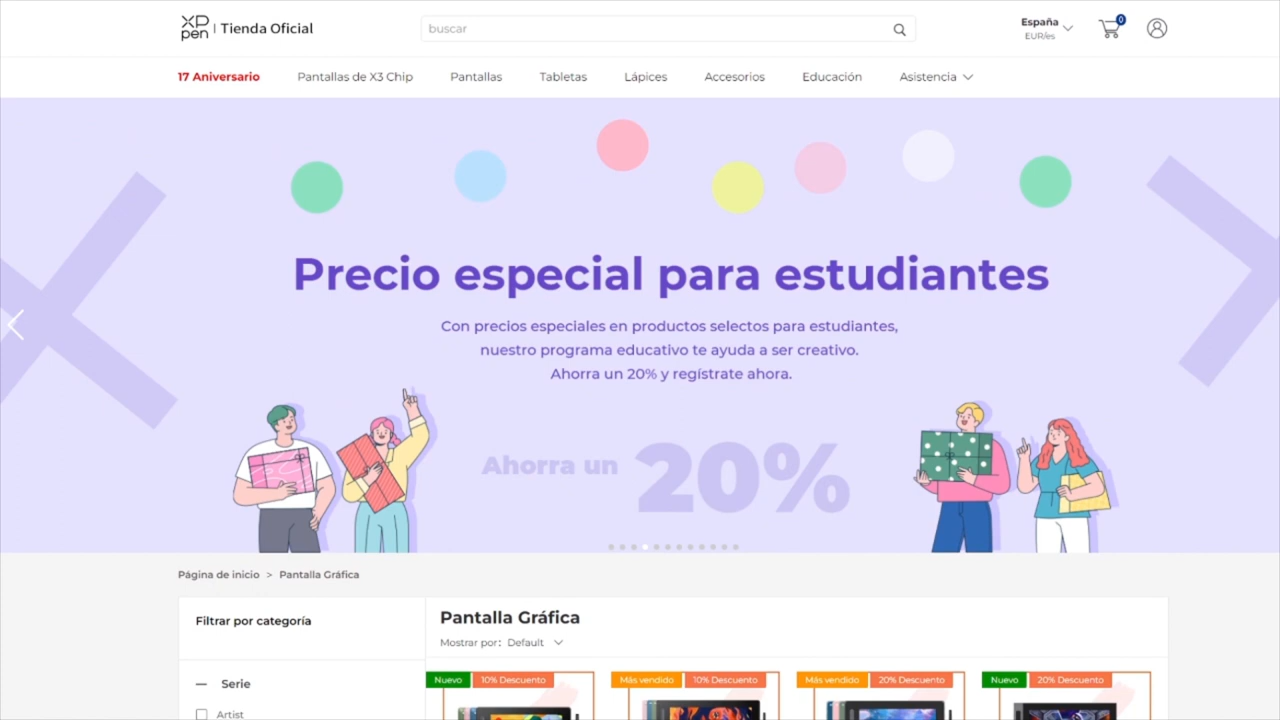 XP pen | Tienda Oficial
buscar
España
EUR/es
0
17 Aniversario
Pantallas de X3 Chip
Pantallas
Tabletas
Lápices
Accesorios
Educación
Asistencia
Precio especial para estudiantes
Con precios especiales en productos selectos para estudiantes,
nuestro programa educativo te ayuda a ser creativo.
Ahorra un 20% y regístrate ahora.
Ahorra un 20%
Página de inicio > Pantalla Gráfica
Filtrar por categoría
Pantalla Gráfica
Mostrar por: Default
Serie
Artist
Nuevo 10% Descuento
Más vendido 10% Descuento
Más vendido 20% Descuento
Nuevo 20% Descuento